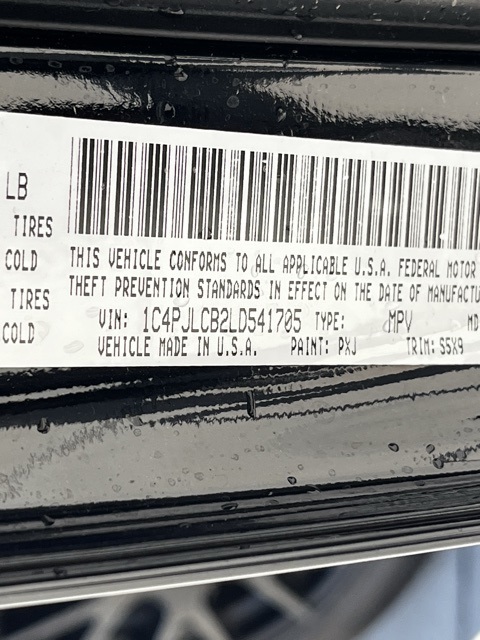 LB
TIRES
COLD THIS VEHICLE CONFORMS TO ALL APPLICABLE U.S.A. FEDERAL MOTOR
TIRES THEFT PREVENTION STANDARDS IN EFFECT ON THE DATE OF MANUFACTU
COLD VIN: 1C4PJLCB2LD541705 TYPE: MPV MD
VEHICLE MADE IN U.S.A. PAINT: PXJ TRIM: S5X9